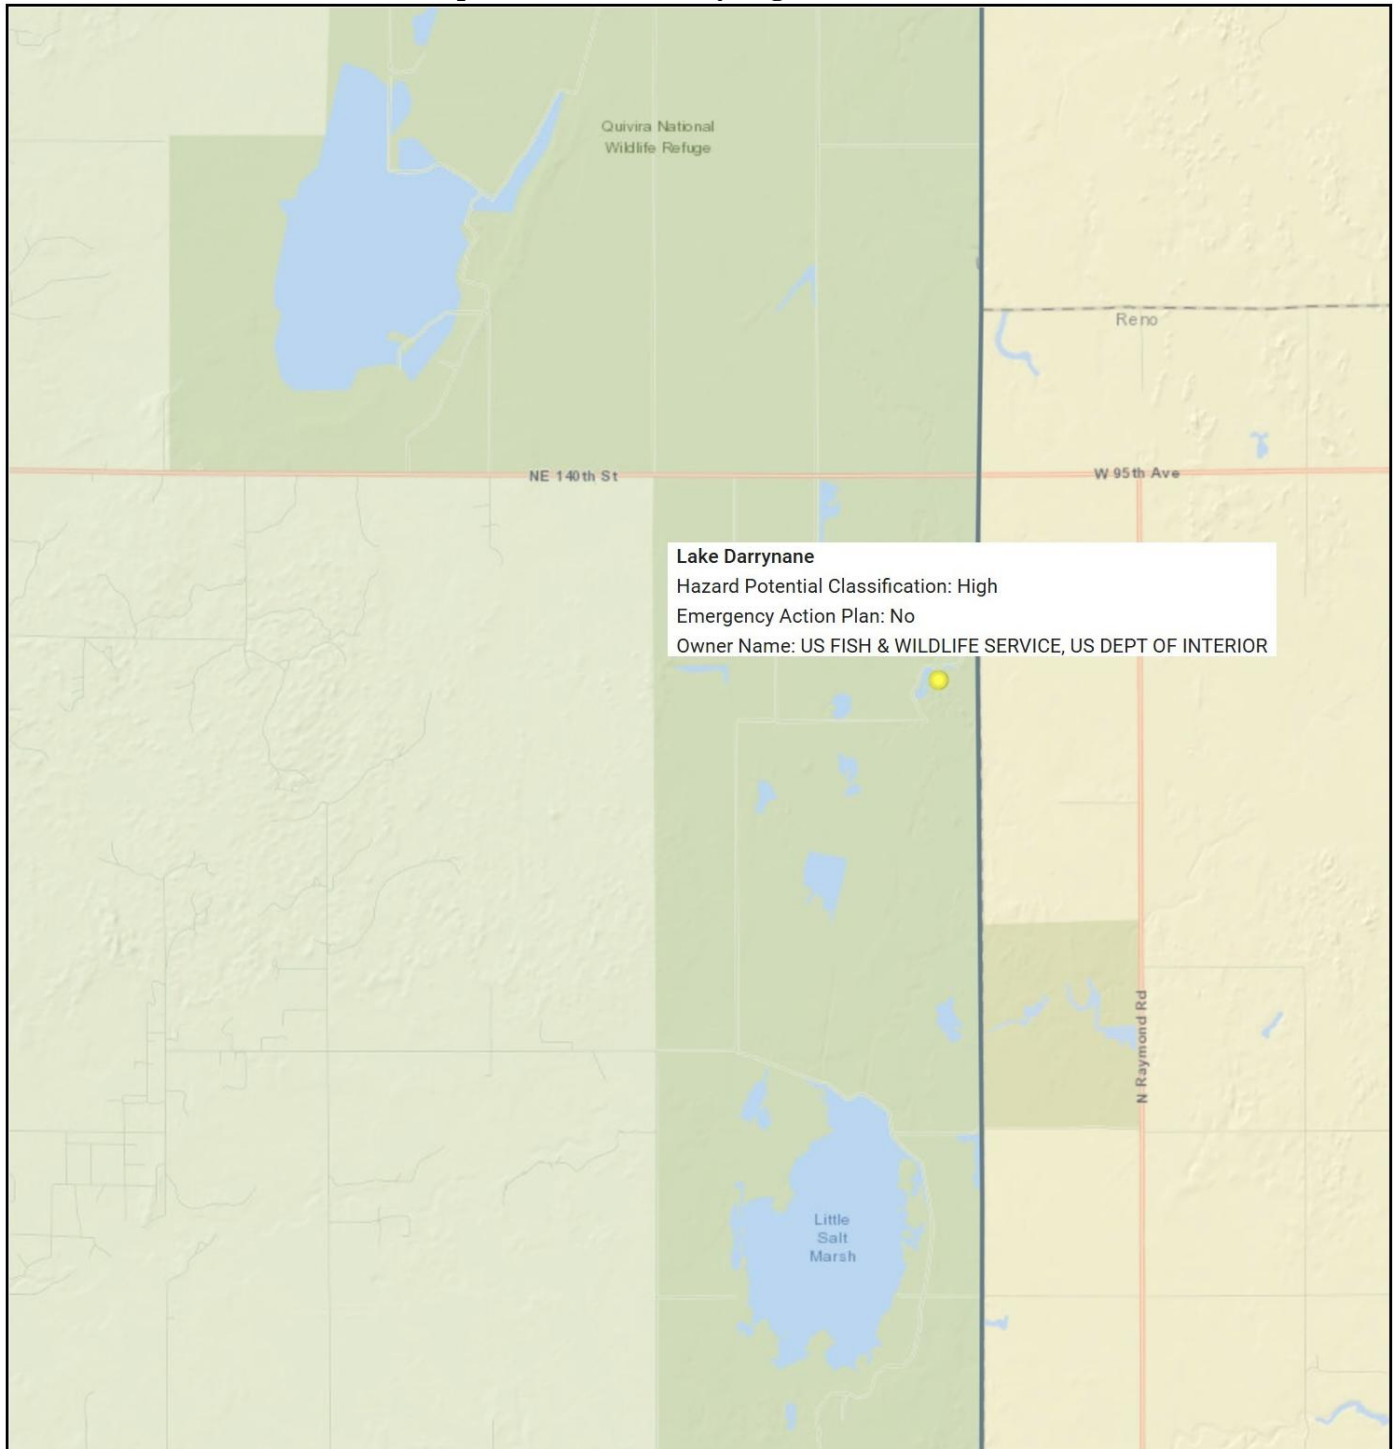 Quivira National
Wildlife Refuge
Reno
NE 140th St
W 95th Ave
Lake Darrynane
Hazard Potential Classification: High
Emergency Action Plan: No
Owner Name: US FISH & WILDLIFE SERVICE, US DEPT OF INTERIOR
N Raymond Rd
Little
Salt
Marsh